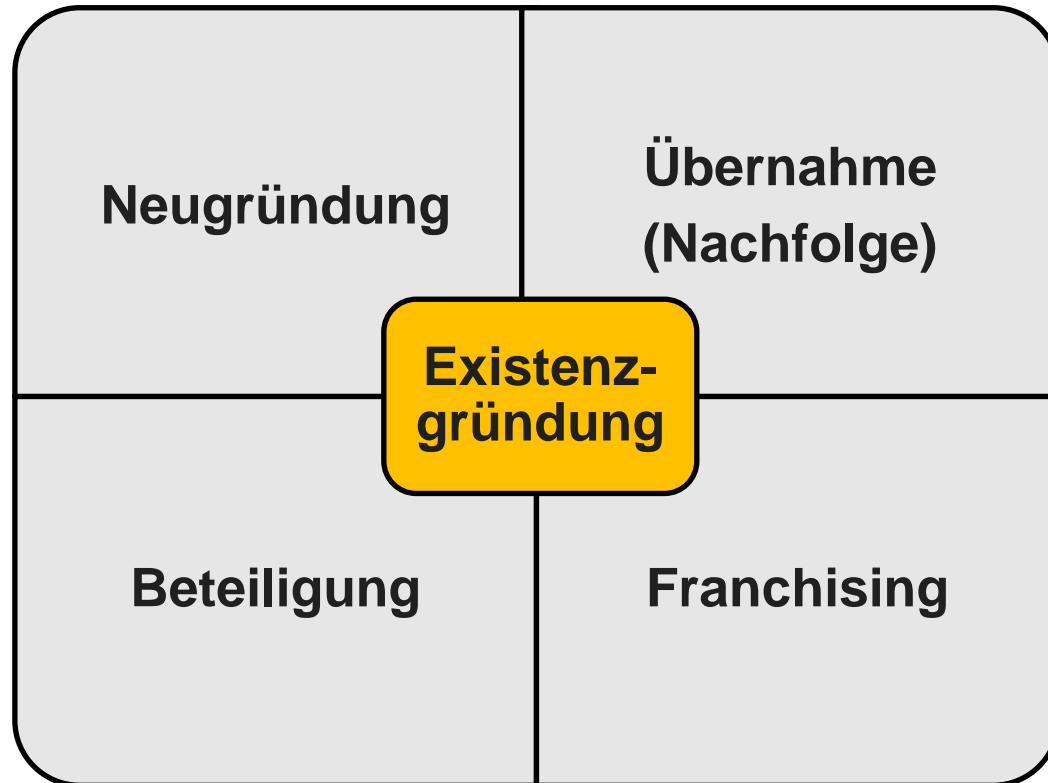 Neugründung
Übernahme
(Nachfolge)
Existenz-
gründung
Beteiligung
Franchising